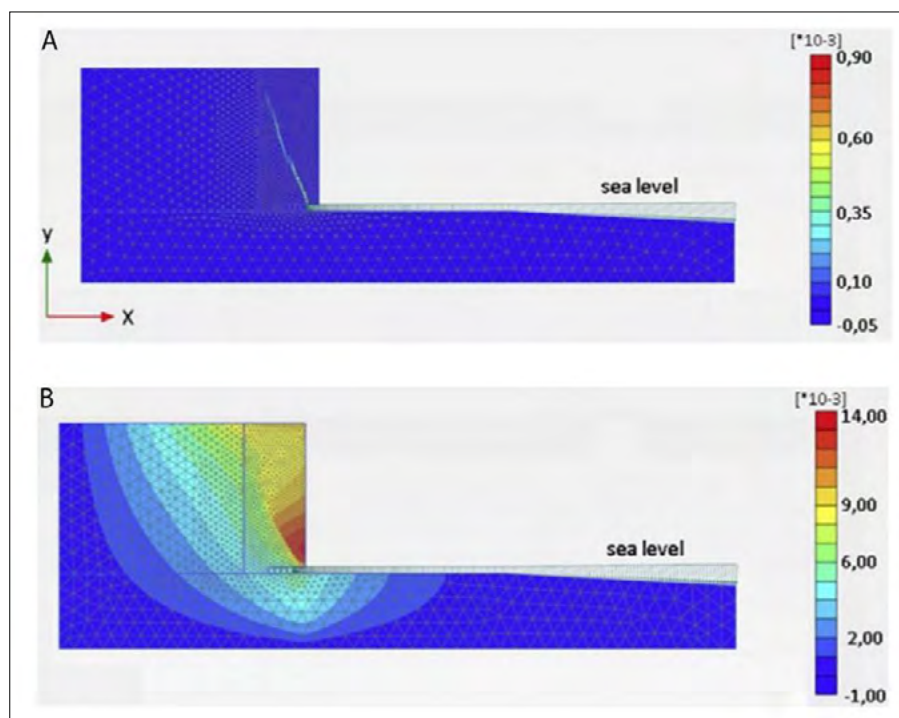 A
[*10-3]
0,90
0,60
sea level
0,35
y
0,10
X
-0,05
B
[*10-3]
14,00
9,00
sea level
6,00
2,00
-1,00